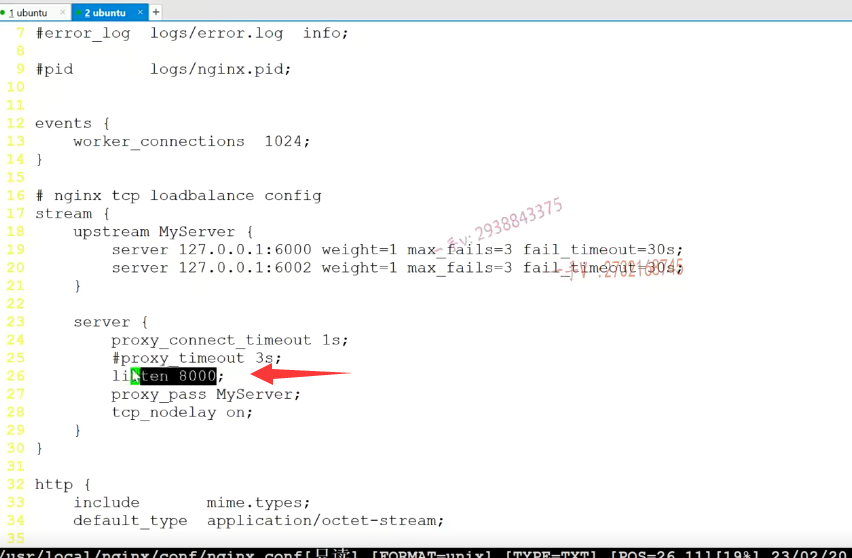 1 ubuntu × 2 ubuntu × +
7 #error_log  logs/error.log  info;
8
9 #pid        logs/nginx.pid;
10
11
12 events {
13     worker_connections  1024;
14 }
15
16 # nginx tcp loadbalance config
17 stream {
18     upstream MyServer {
19         server 127.0.0.1:6000 weight=1 max_fails=3 fail_timeout=30s;
20         server 127.0.0.1:6002 weight=1 max_fails=3 fail_timeout=30s;
21     }
22
23     server {
24         proxy_connect_timeout 1s;
25         #proxy_timeout 3s;
26         listen 8000;
27         proxy_pass MyServer;
28         tcp_nodelay on;
29     }
30 }
31
32 http {
33     include       mime.types;
34     default_type  application/octet-stream;
35
/usr/local/nginx/conf/nginx.conf[只读] [FORMAT=unix] [TYPE=TXT] [POS=26,11][19%] 23/02/20
一手v: 2938843375